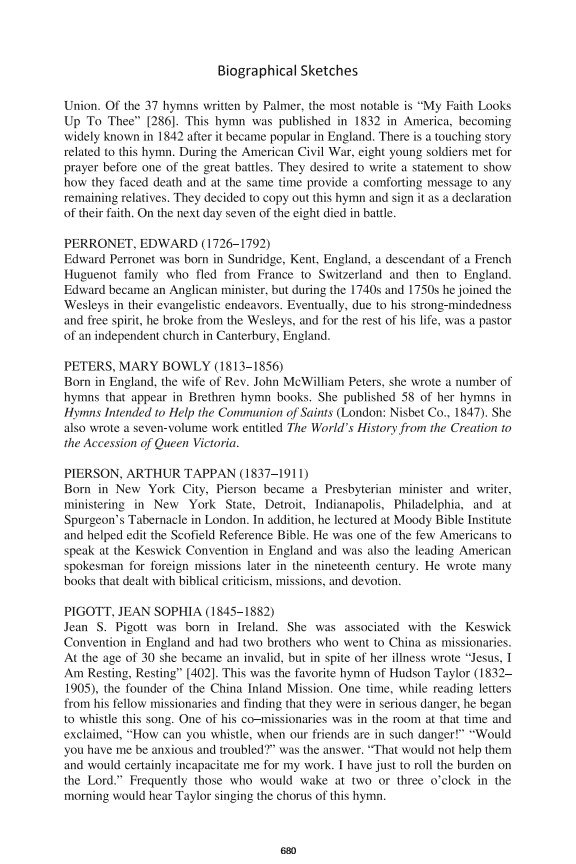 Biographical Sketches
Union. Of the 37 hymns written by Palmer, the most notable is “My Faith Looks
Up To Thee” [286]. This hymn was published in 1832 in America, becoming
widely known in 1842 after it became popular in England. There is a touching story
related to this hymn. During the American Civil War, eight young soldiers met for
prayer before one of the great battles. They desired to write a statement to show
how they faced death and at the same time provide a comforting message to any
remaining relatives. They decided to copy out this hymn and sign it as a declaration
of their faith. On the next day seven of the eight died in battle.
PERRONET, EDWARD (1726–1792)
Edward Perronet was born in Sundridge, Kent, England, a descendant of a French
Huguenot family who fled from France to Switzerland and then to England.
Edward became an Anglican minister, but during the 1740s and 1750s he joined the
Wesleys in their evangelistic endeavors. Eventually, due to his strong-mindedness
and free spirit, he broke from the Wesleys, and for the rest of his life, was a pastor
of an independent church in Canterbury, England.
PETERS, MARY BOWLY (1813–1856)
Born in England, the wife of Rev. John McWilliam Peters, she wrote a number of
hymns that appear in Brethren hymn books. She published 58 of her hymns in
Hymns Intended to Help the Communion of Saints (London: Nisbet Co., 1847). She
also wrote a seven-volume work entitled The World’s History from the Creation to
the Accession of Queen Victoria.
PIERSON, ARTHUR TAPPAN (1837–1911)
Born in New York City, Pierson became a Presbyterian minister and writer,
ministering in New York State, Detroit, Indianapolis, Philadelphia, and at
Spurgeon’s Tabernacle in London. In addition, he lectured at Moody Bible Institute
and helped edit the Scofield Reference Bible. He was one of the few Americans to
speak at the Keswick Convention in England and was also the leading American
spokesman for foreign missions later in the nineteenth century. He wrote many
books that dealt with biblical criticism, missions, and devotion.
PIGOTT, JEAN SOPHIA (1845–1882)
Jean S. Pigott was born in Ireland. She was associated with the Keswick
Convention in England and had two brothers who went to China as missionaries.
At the age of 30 she became an invalid, but in spite of her illness wrote “Jesus, I
Am Resting, Resting” [402]. This was the favorite hymn of Hudson Taylor (1832–
1905), the founder of the China Inland Mission. One time, while reading letters
from his fellow missionaries and finding that they were in serious danger, he began
to whistle this song. One of his co–missionaries was in the room at that time and
exclaimed, “How can you whistle, when our friends are in such danger!” “Would
you have me be anxious and troubled?” was the answer. “That would not help them
and would certainly incapacitate me for my work. I have just to roll the burden on
the Lord.” Frequently those who would wake at two or three o’clock in the
morning would hear Taylor singing the chorus of this hymn.
680